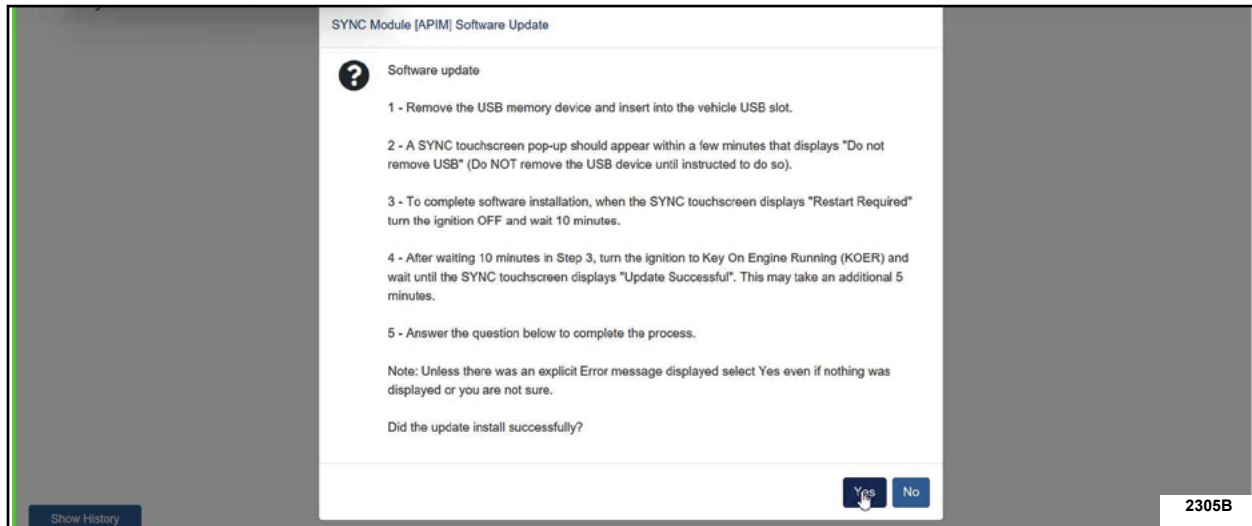 SYNC Module [APIM] Software Update
Software update
1 - Remove the USB memory device and insert into the vehicle USB slot.
2 - A SYNC touchscreen pop-up should appear within a few minutes that displays "Do not
remove USB" (Do NOT remove the USB device until instructed to do so).
3 - To complete software installation, when the SYNC touchscreen displays "Restart Required"
turn the ignition OFF and wait 10 minutes.
4 - After waiting 10 minutes in Step 3, turn the ignition to Key On Engine Running (KOER) and
wait until the SYNC touchscreen displays "Update Successful". This may take an additional 5
minutes.
5 - Answer the question below to complete the process.
Note: Unless there was an explicit Error message displayed select Yes even if nothing was
displayed or you are not sure.
Did the update install successfully?
Yes No
Show History
2305B